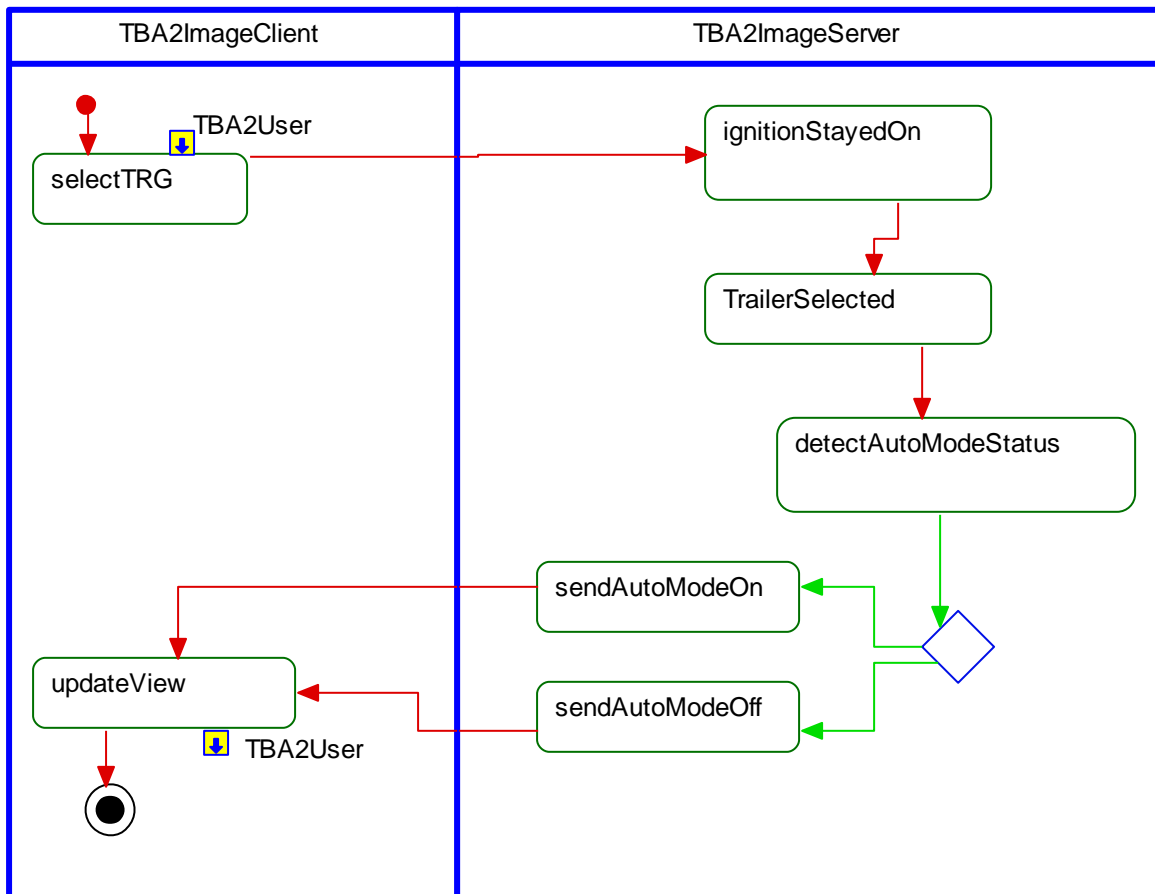 TBA2ImageClient
TBA2ImageServer
TBA2User
selectTRG
ignitionStayedOn
TrailerSelected
detectAutoModeStatus
sendAutoModeOn
updateView
sendAutoModeOff
TBA2User